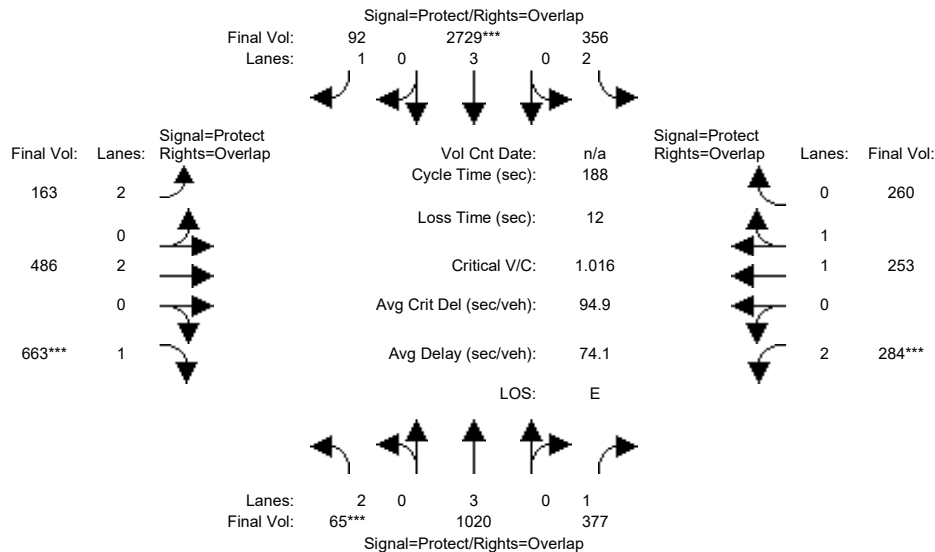 Signal=Protect/Rights=Overlap
Final Vol: 92 2729*** 356
Lanes: 1 0 3 0 2
Signal=Protect Signal=Protect
Final Vol: Lanes: Rights=Overlap Vol Cnt Date: n/a Rights=Overlap Lanes: Final Vol:
Cycle Time (sec): 188
163 2 0 260
Loss Time (sec): 12
0 1
486 2 Critical V/C: 1.016 1 253
0 Avg Crit Del (sec/veh): 94.9 0
663*** 1 Avg Delay (sec/veh): 74.1 2 284***
LOS: E
Lanes: 2 0 3 0 1
Final Vol: 65*** 1020 377
Signal=Protect/Rights=Overlap